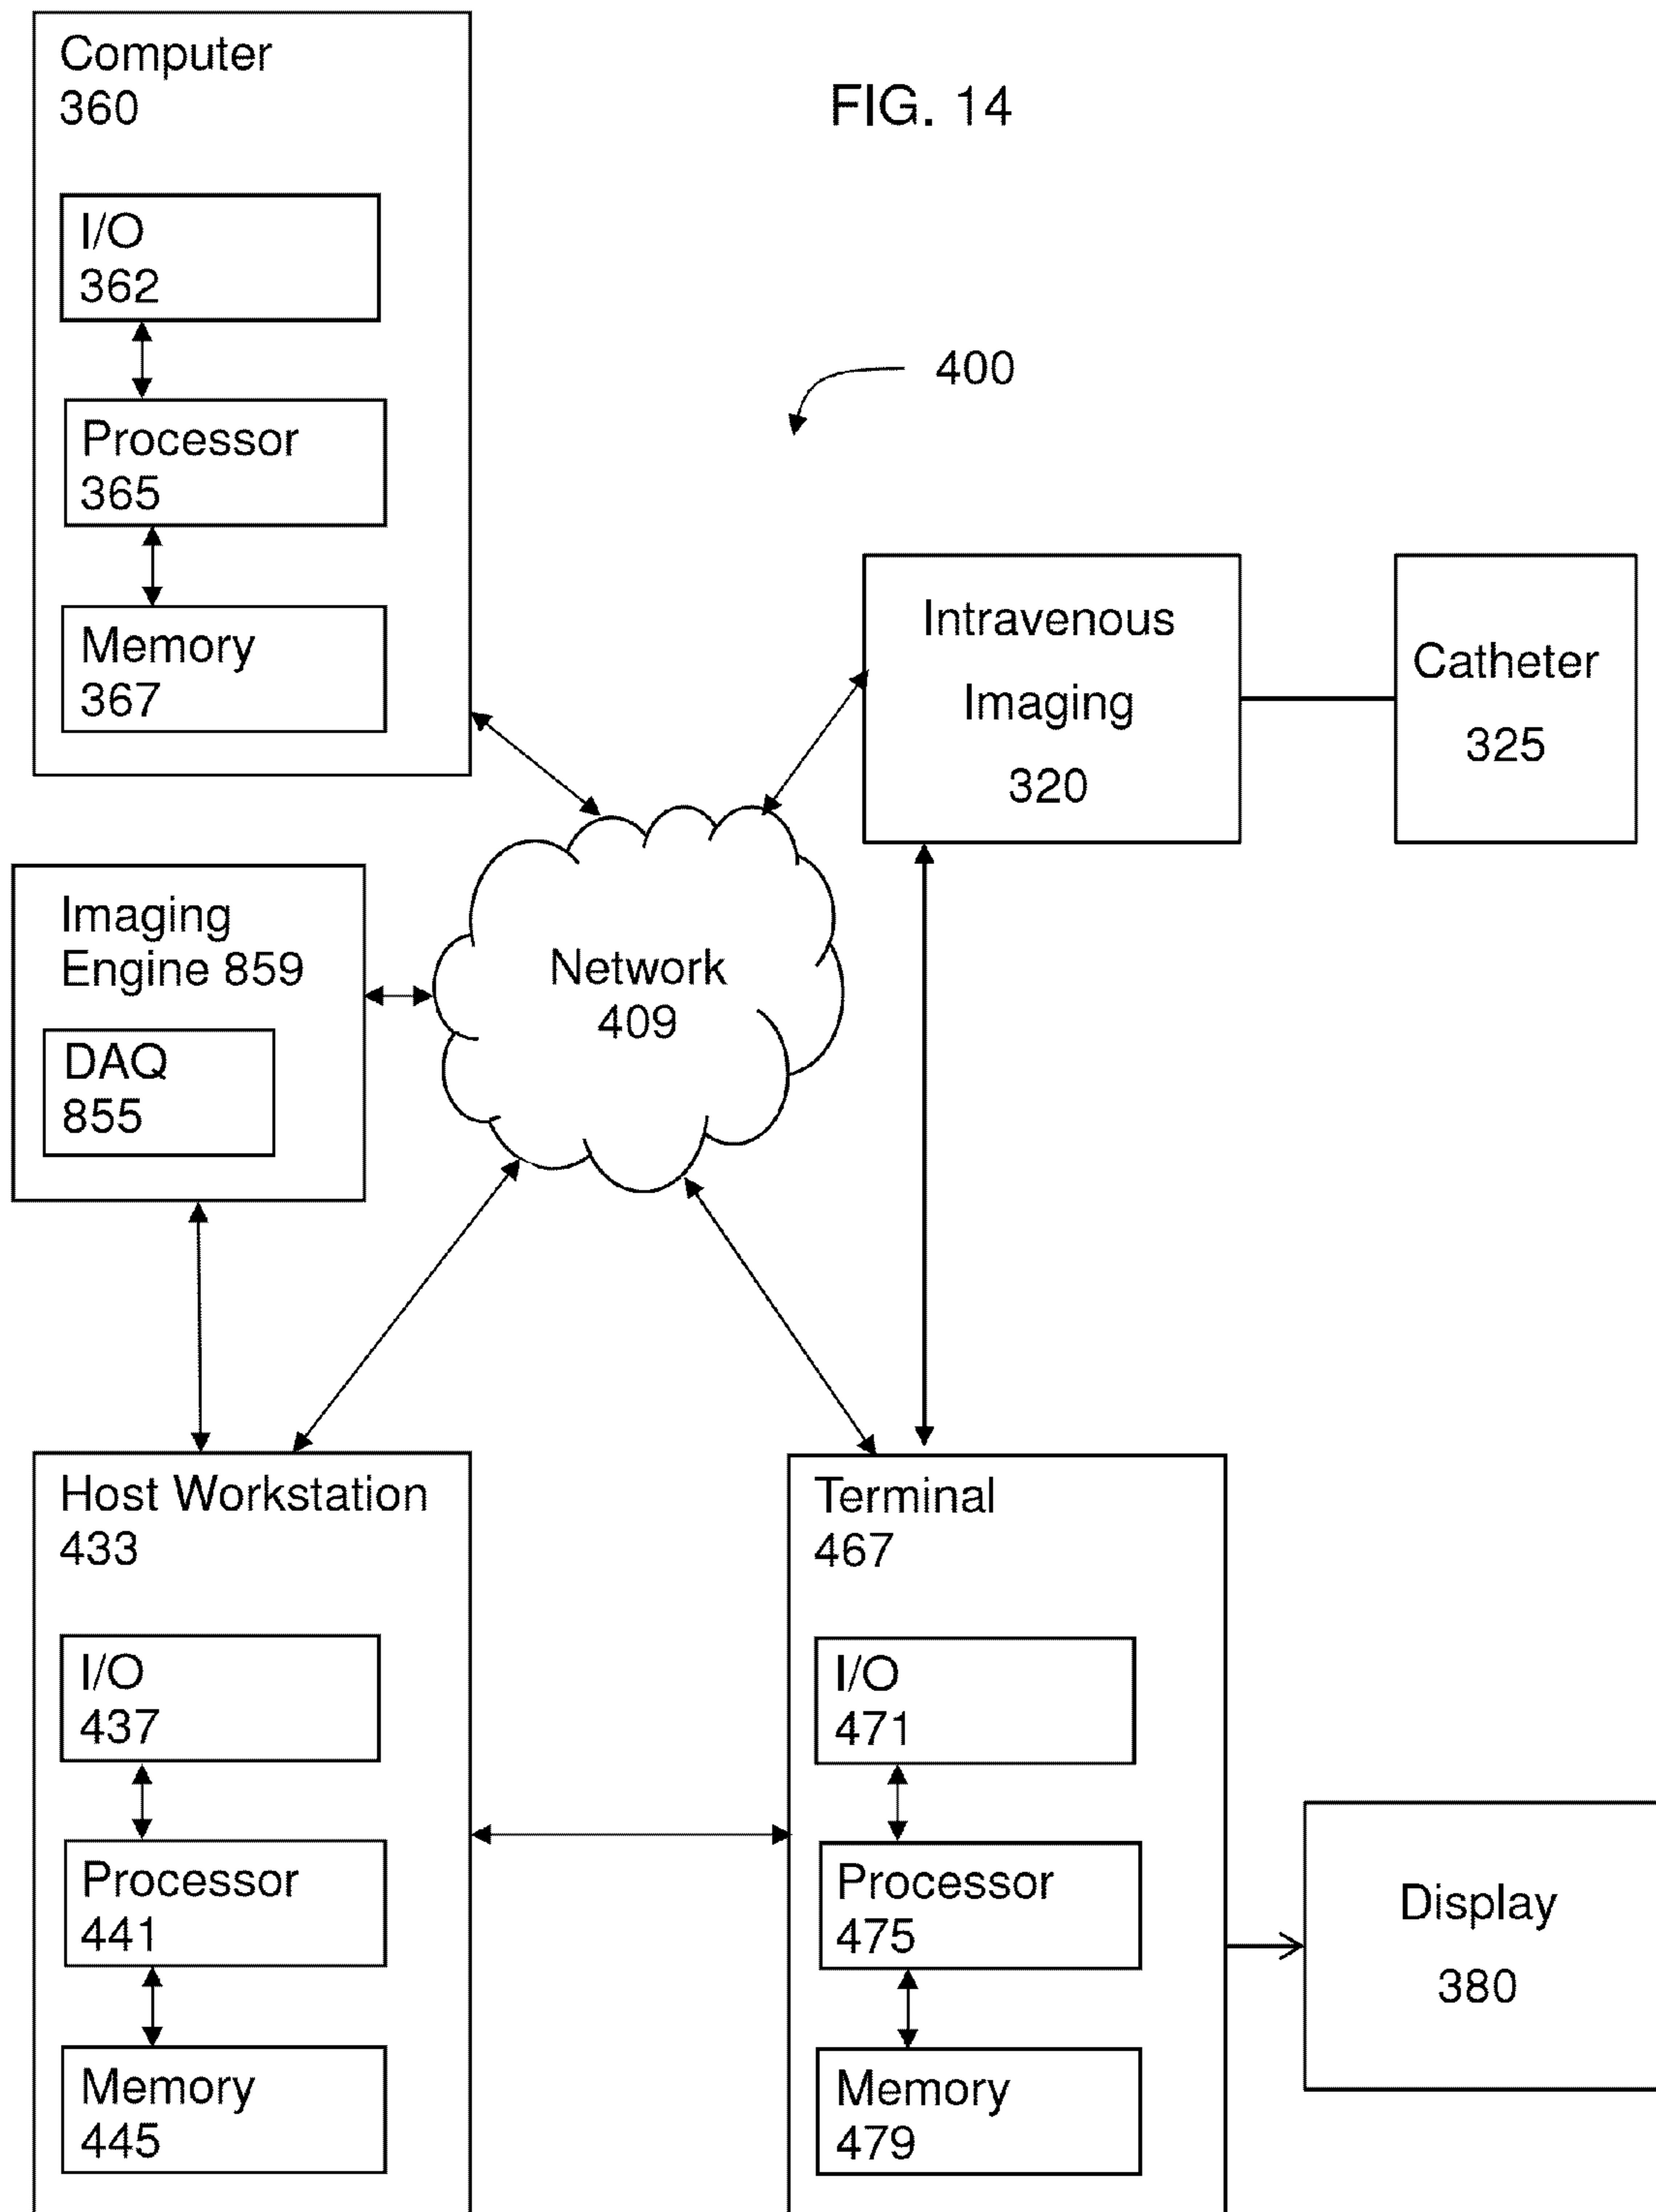 Computer
360
FIG. 14
I/O
362
Processor
365
Memory
367
400
Intravenous
Imaging
320
Catheter
325
Imaging
Engine 859
DAQ
855
Network
409
Host Workstation
433
I/O
437
Processor
441
Memory
445
Terminal
467
I/O
471
Processor
475
Memory
479
Display
380